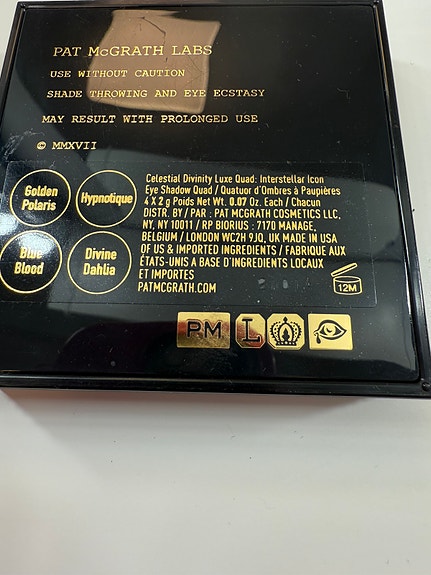 PAT McGRATH LABS
USE WITHOUT CAUTION
SHADE THROWING AND EYE ECSTASY
MAY RESULT WITH PROLONGED USE
© MMXVII
Golden
Polaris
Hypnotique
Blue
Blood
Divine
Dahlia
Celestial Divinity Luxe Quad: Interstellar Icon
Eye Shadow Quad / Quatuor d'Ombres à Paupières
4 X 2 g Poids Net Wt. 0.07 Oz. Each / Chacun
DISTR. BY / PAR : PAT MCGRATH COSMETICS LLC,
NY, NY 10011 / RP BIORIUS : 7170 MANAGE,
BELGIUM / LONDON WC2H 9JQ, UK MADE IN USA
OF US & IMPORTED INGREDIENTS / FABRIQUE AUX
ÉTATS-UNIS A BASE D'INGREDIENTS LOCAUX
ET IMPORTES
PATMCGRATH.COM
12M
PM L